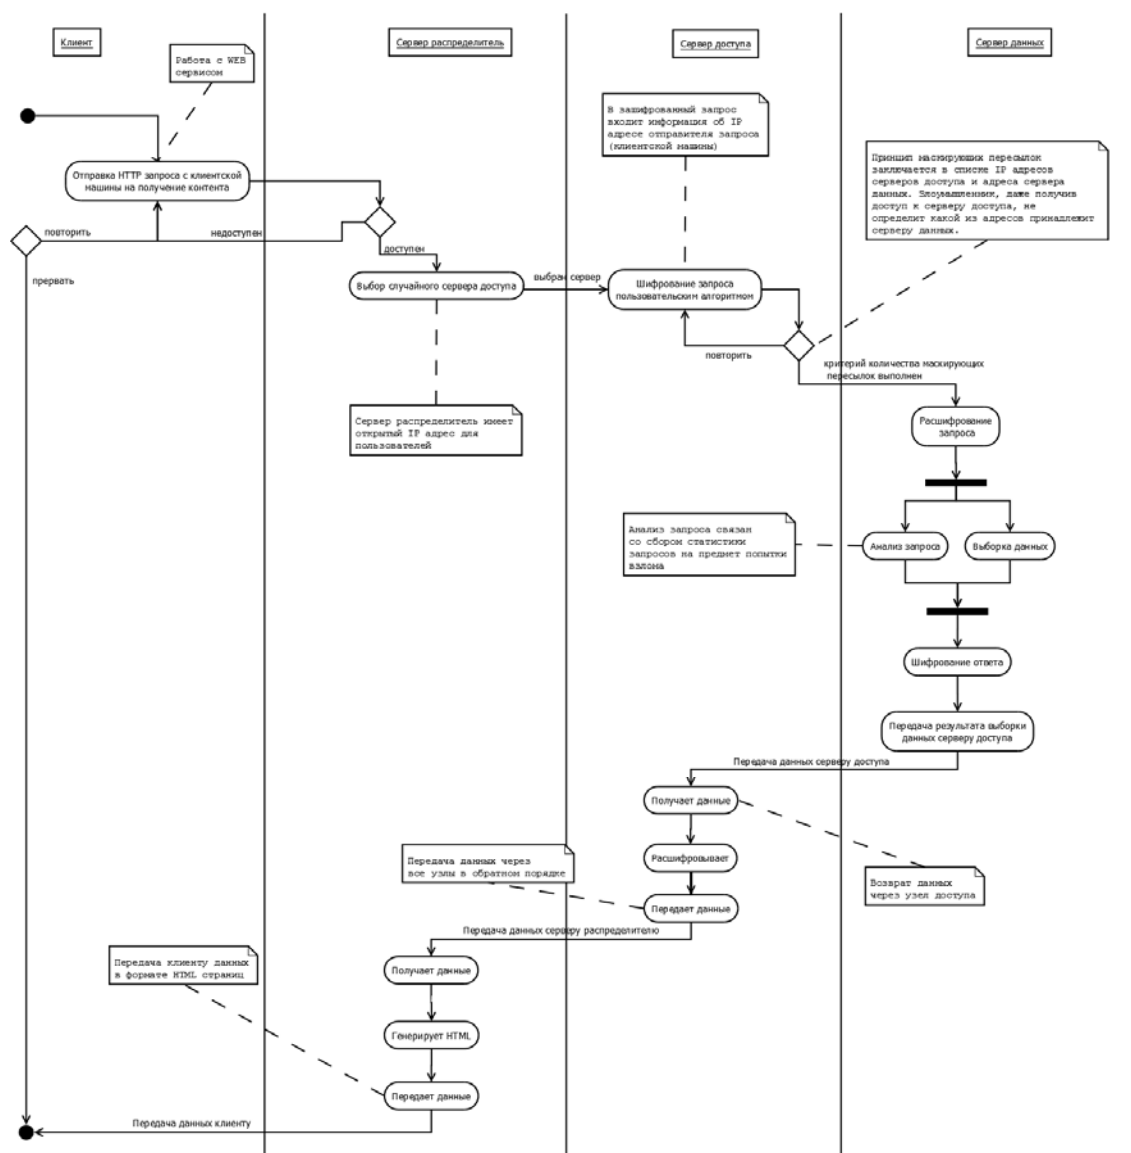 Клиент
Сервер распределитель
Сервер доступа
Сервер данных
Работа с WEB
сервисом
В зашифрованный запрос
входит информация об IP
адресе отправителя запроса
(клиентской машины)
Принцип маскирующих пересылок
заключается в списке IP адресов
серверов доступа и адреса сервера
данных. Злоумышленник, даже получив
доступ к серверу доступа, не
определит какой из адресов принадлежит
серверу данных.
Отправка HTTP запроса с клиентской
машины на получение контента
повторить
недоступен
доступен
прервать
Выбор случайного сервера доступа
выбран сервер
Шифрование запроса
пользовательским алгоритмом
повторить
критерий количества маскирующих
пересылок выполнен
Сервер распределитель имеет
открытый IP адрес для
пользователей
Расшифрование
запроса
Анализ запроса связан
со сбором статистики
запросов на предмет попытки
взлома
Анализ запроса
Выборка данных
Шифрование ответа
Передача результата выборки
данных серверу доступа
Передача данных серверу доступа
Получает данные
Расшифровывает
Передача данных через
все узлы в обратном порядке
Возврат данных
через узел доступа
Передает данные
Передача данных серверу распределителю
Передача клиенту данных
в формате HTML страниц
Получает данные
Генерирует HTML
Передает данные
Передача данных клиенту